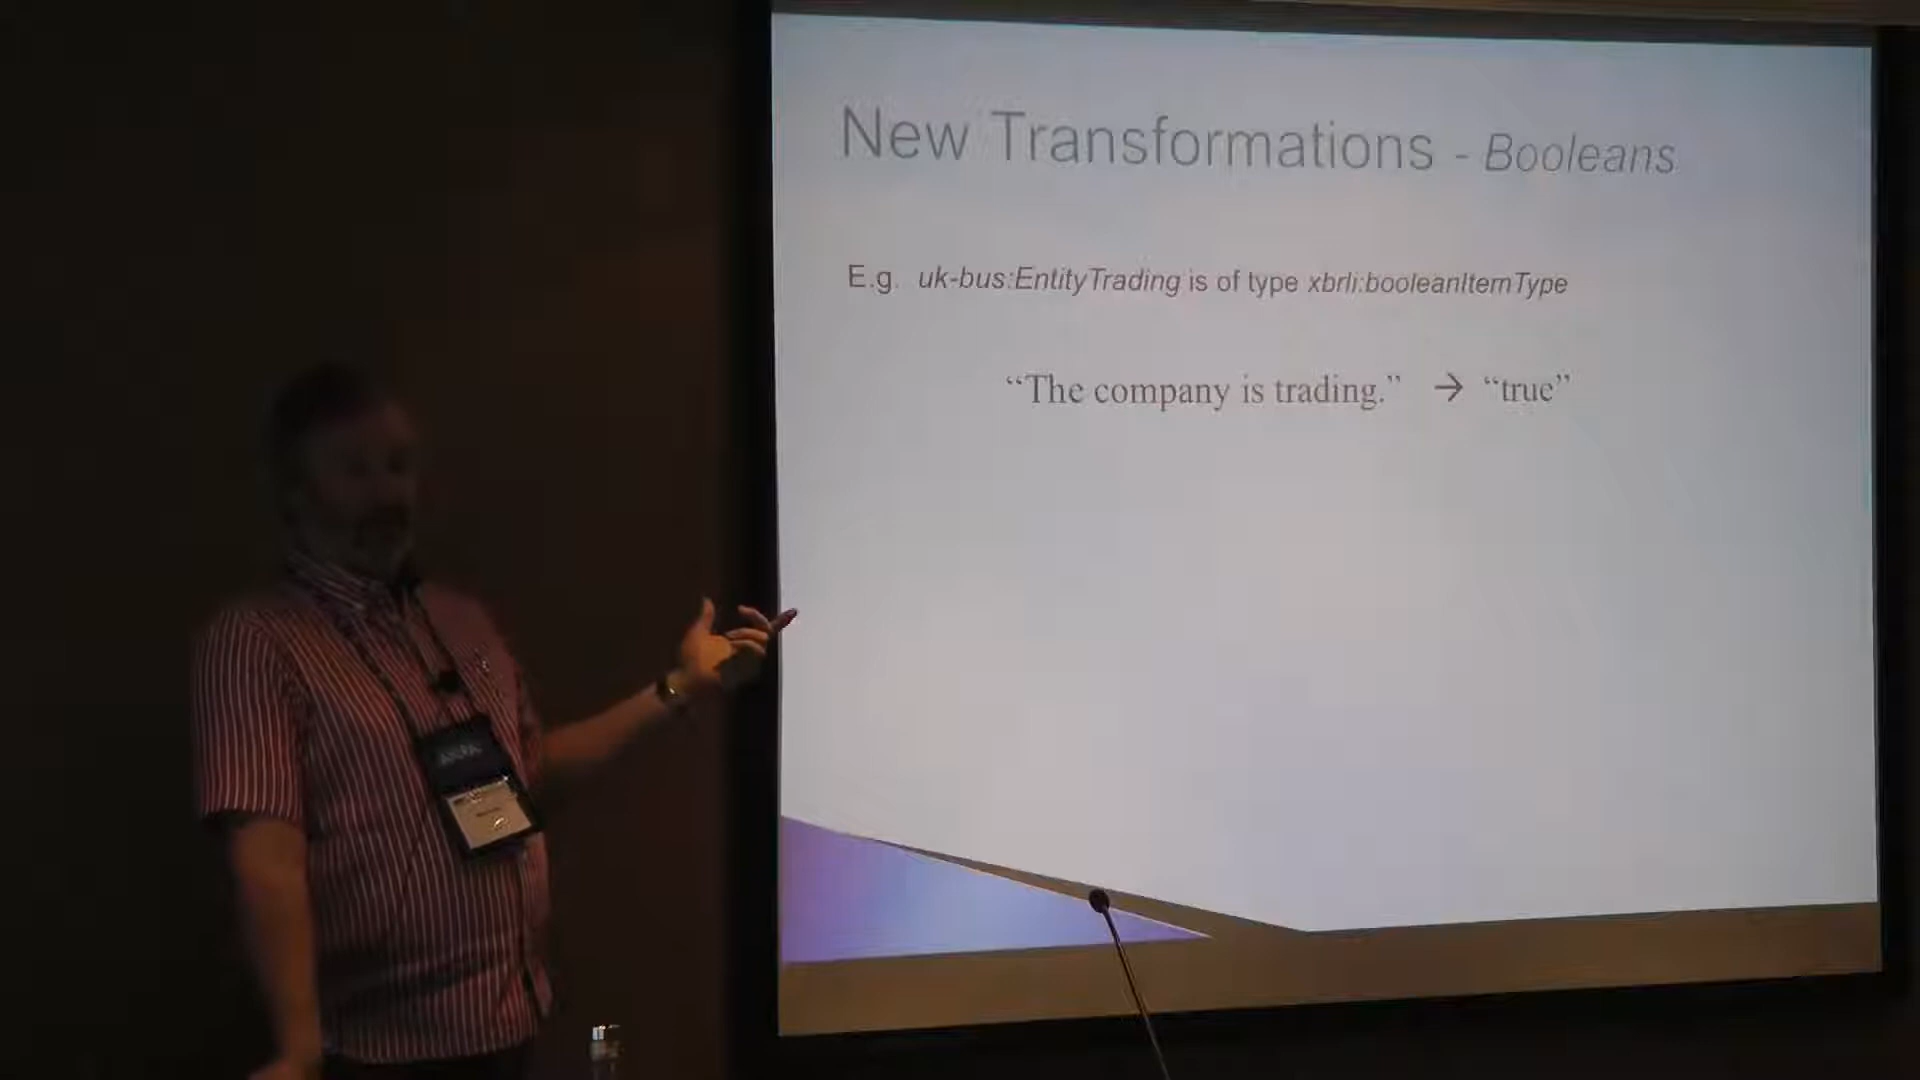 New Transformations - Booleans
E.g. uk-bus:EntityTrading is of type xbrli:booleanItemType
“The company is trading.” → “true”